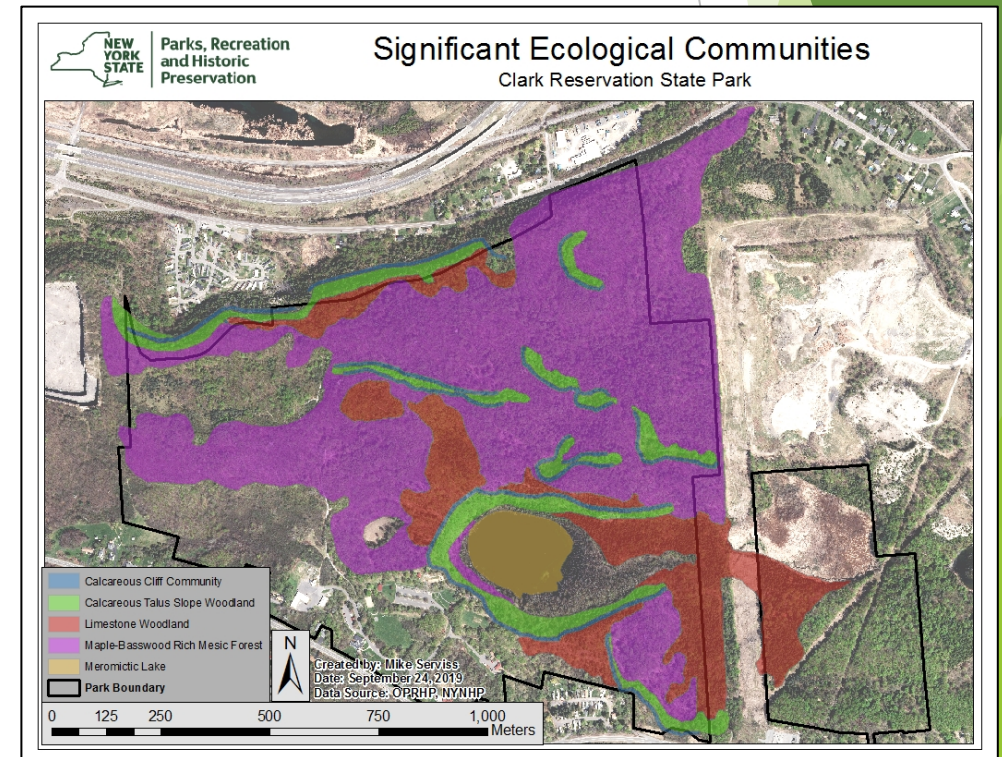 NEW
YORK
STATE
Parks, Recreation
and Historic
Preservation
Significant Ecological Communities
Clark Reservation State Park
Calcareous Cliff Community
Calcareous Talus Slope Woodland
Limestone Woodland
Maple-Basswood Rich Mesic Forest
Meromictic Lake
Park Boundary
N
Created by: Mike Serviss
Date: September 24, 2019
Data Source: OPRHP, NYNHP
0 125 250 500 750 1,000
Meters